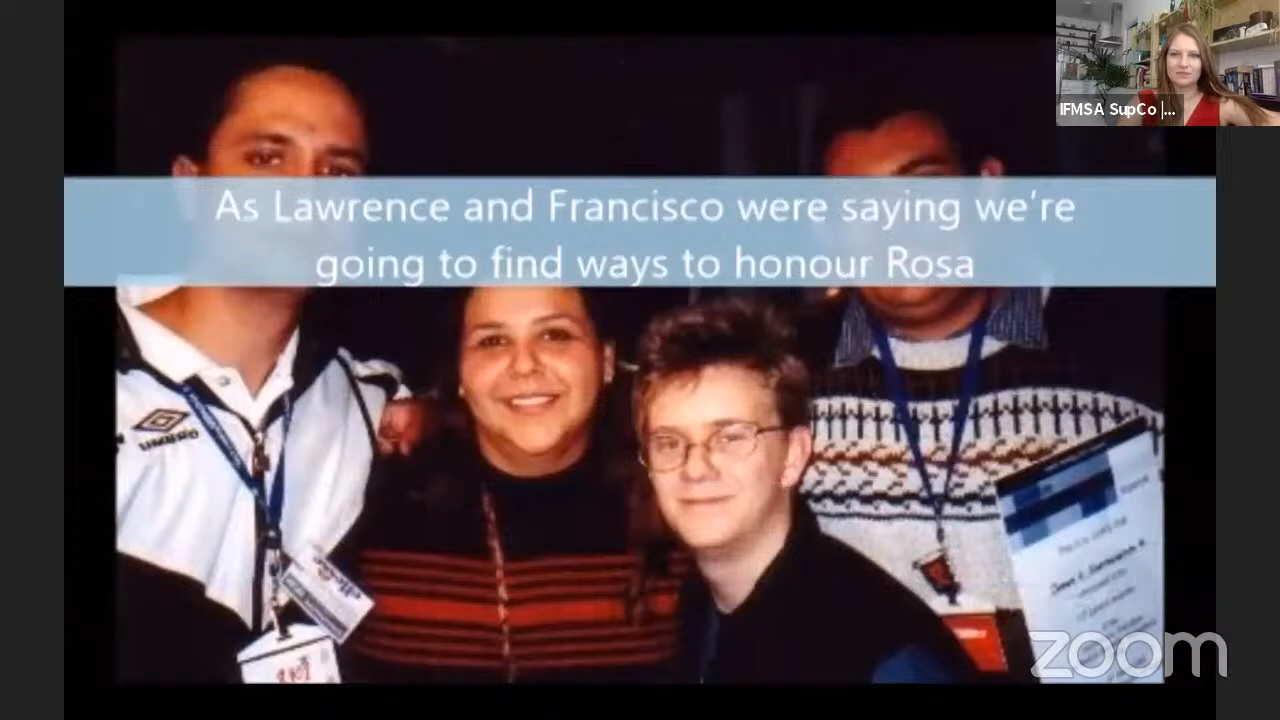 IFMSA SupCo |...
As Lawrence and Francisco were saying we're
going to find ways to honour Rosa
UMBRO
zoom